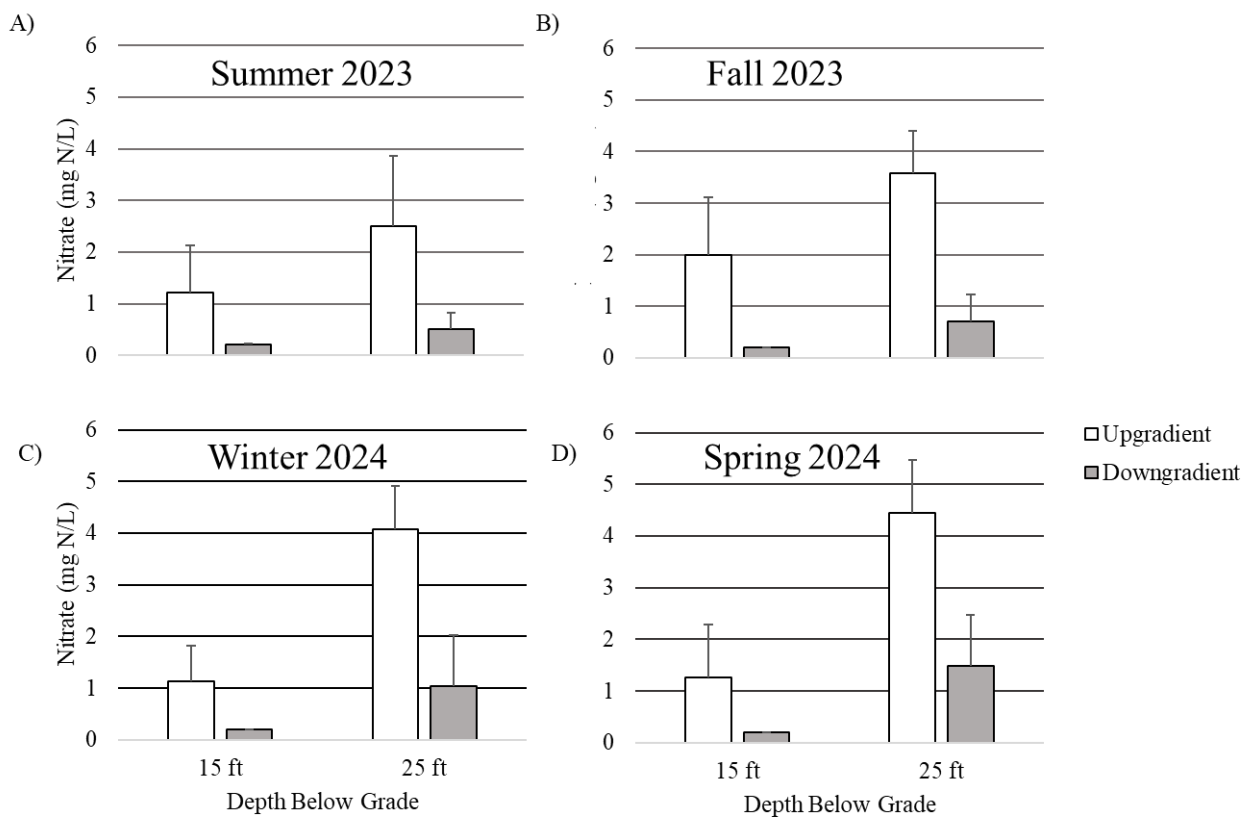 A)
Summer 2023
6
5
4
3
2
1
0
Nitrate (mg N/L)
B)
Fall 2023
6
5
4
3
2
1
0
C)
Winter 2024
6
5
4
3
2
1
0
Nitrate (mg N/L)
15 ft 25 ft
Depth Below Grade
D)
Spring 2024
6
5
4
3
2
1
0
15 ft 25 ft
Depth Below Grade
Upgradient
Downgradient